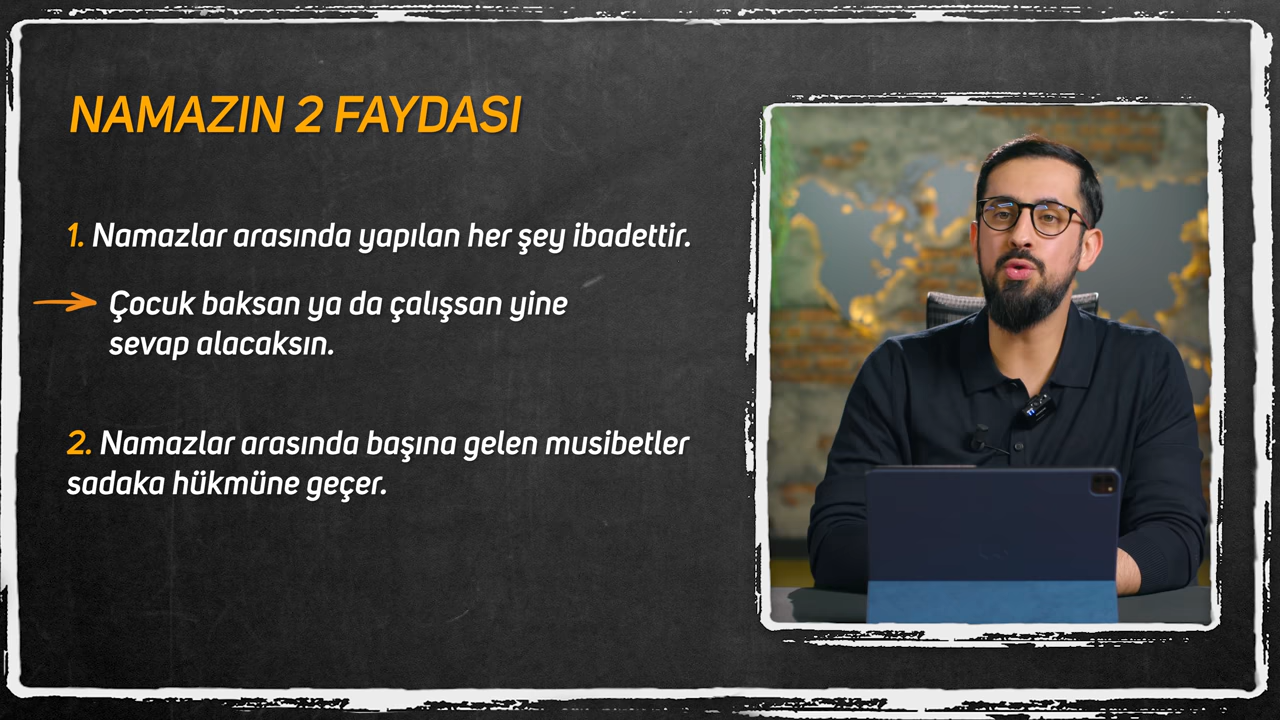 NAMAZIN 2 FAYDASI
1. Namazlar arasında yapılan her şey ibadettir.
Çocuk baksan ya da çalışsan yine
sevap alacaksın.
2. Namazlar arasında başına gelen musibetler
sadaka hükmüne geçer.